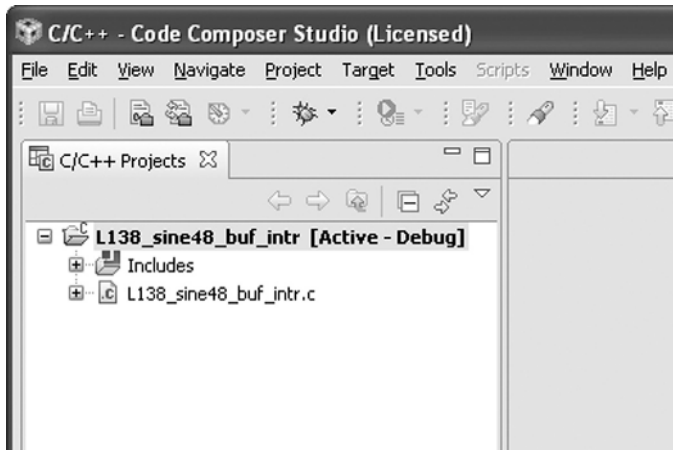 C/C++ - Code Composer Studio (Licensed)
File Edit View Navigate Project Target Tools Scripts Window Help
C/C++ Projects
L138_sine48_buf_intr [Active - Debug]
Includes
.c L138_sine48_buf_intr.c